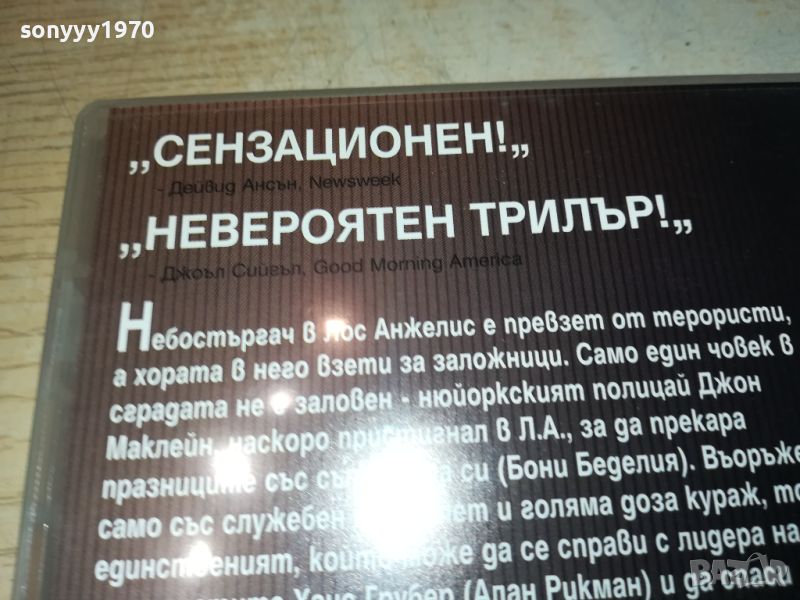 sonyyy1970
„СЕНЗАЦИОНЕН!„
- Дейвид Ансън, Newsweek
„НЕВЕРОЯТЕН ТРИЛЪР!„
- Джоъл Сийгъл, Good Morning America
Небостъргач в Лос Анжелис е превзет от терористи,
а хората в него взети за заложници. Само един човек в
сградата не е заловен - нюйоркският полицай Джон
Маклейн, наскоро пристигнал в Л.А., за да прекара
празниците със си (Бони Беделия). Въоръже
само със служебен и голяма доза кураж, то
единственият, който може да се справи с лидера на
Ханс Грубер (Алан Рикман) и да спаси